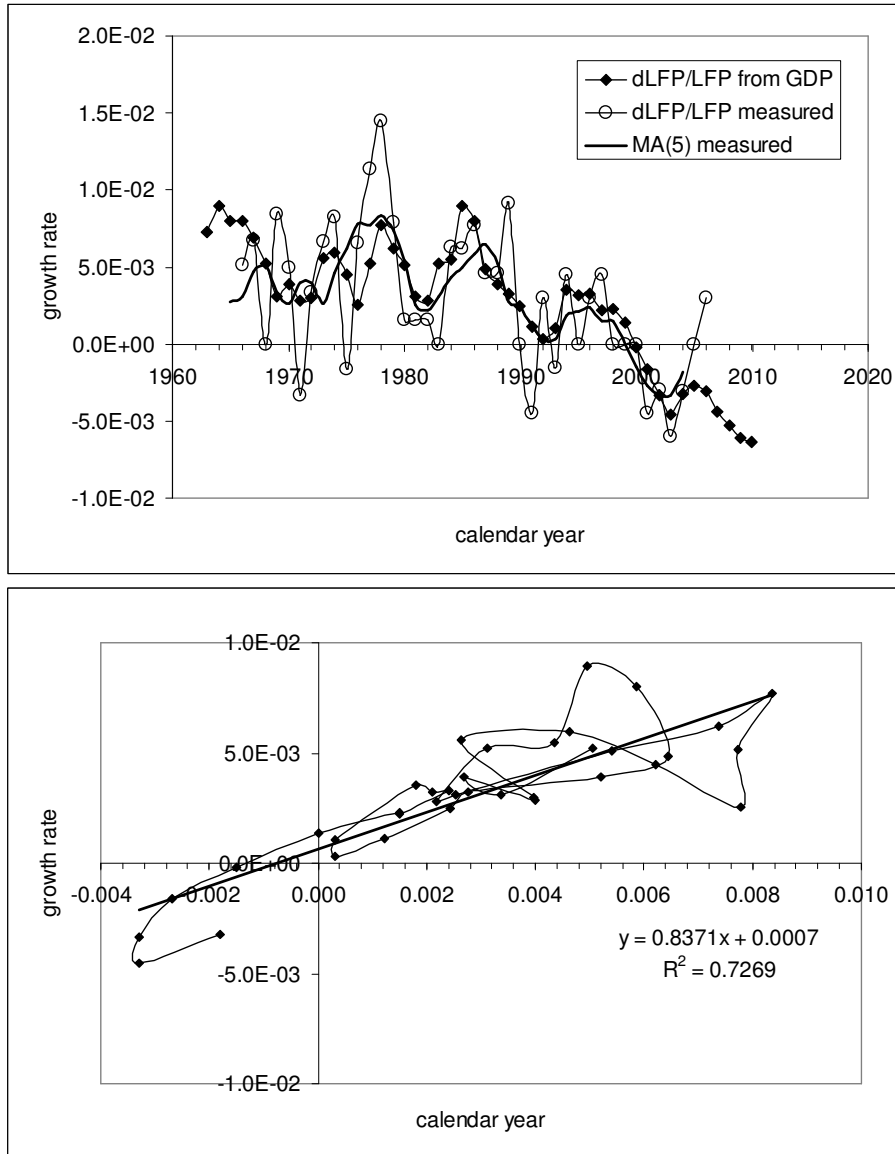 2.0E-02
1.5E-02
1.0E-02
5.0E-03
0.0E+00
-5.0E-03
-1.0E-02
1960 1970 1980 1990 2000 2010 2020
growth rate
calendar year
dLFP/LFP from GDP
dLFP/LFP measured
MA(5) measured
1.0E-02
5.0E-03
0.0E+00
-5.0E-03
-1.0E-02
-0.004 -0.002 0.000 0.002 0.004 0.006 0.008 0.010
growth rate
y = 0.8371x + 0.0007
R² = 0.7269
calendar year